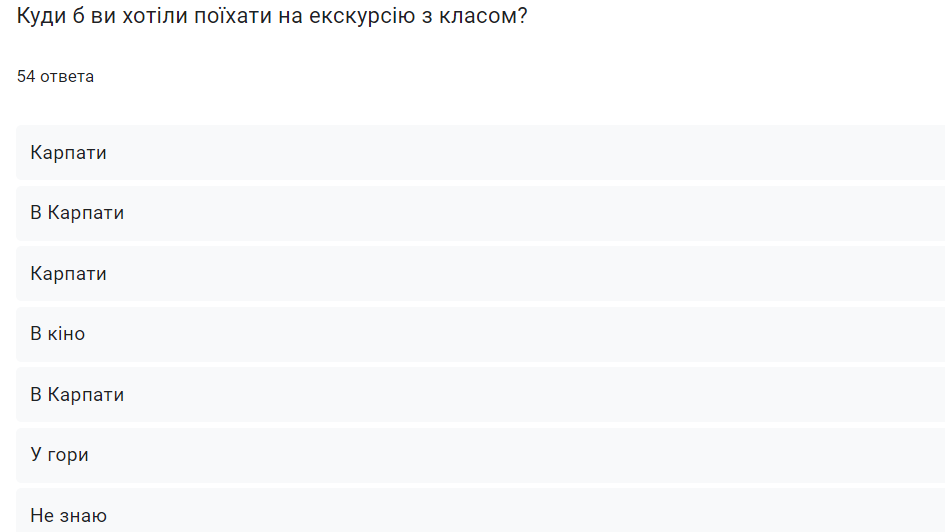 Куди б ви хотіли поїхати на екскурсію з класом?
54 ответа
Карпати
В Карпати
Карпати
В кіно
В Карпати
У гори
Не знаю